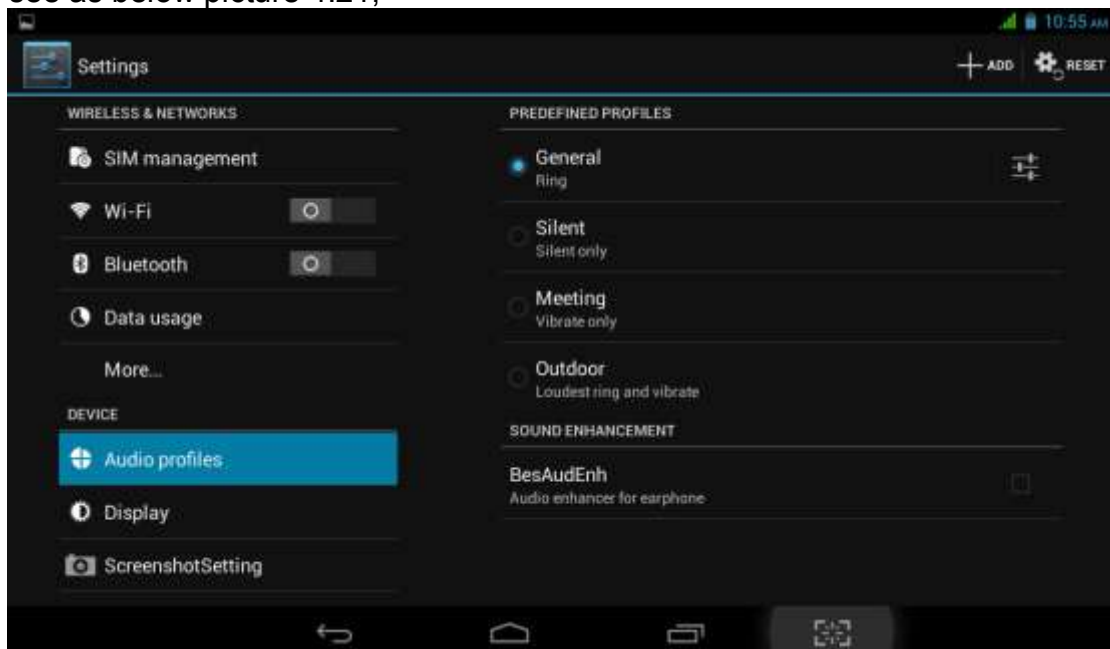 10:55 AM
Settings
ADD
RESET
WIRELESS & NETWORKS
SIM management
Wi-Fi
Bluetooth
Data usage
More...
DEVICE
Audio profiles
Display
ScreenshotSetting
PREDEFINED PROFILES
General
Ring
Silent
Silent only
Meeting
Vibrate only
Outdoor
Loudest ring and vibrate
SOUND ENHANCEMENT
BesAudEnh
Audio enhancer for earphone